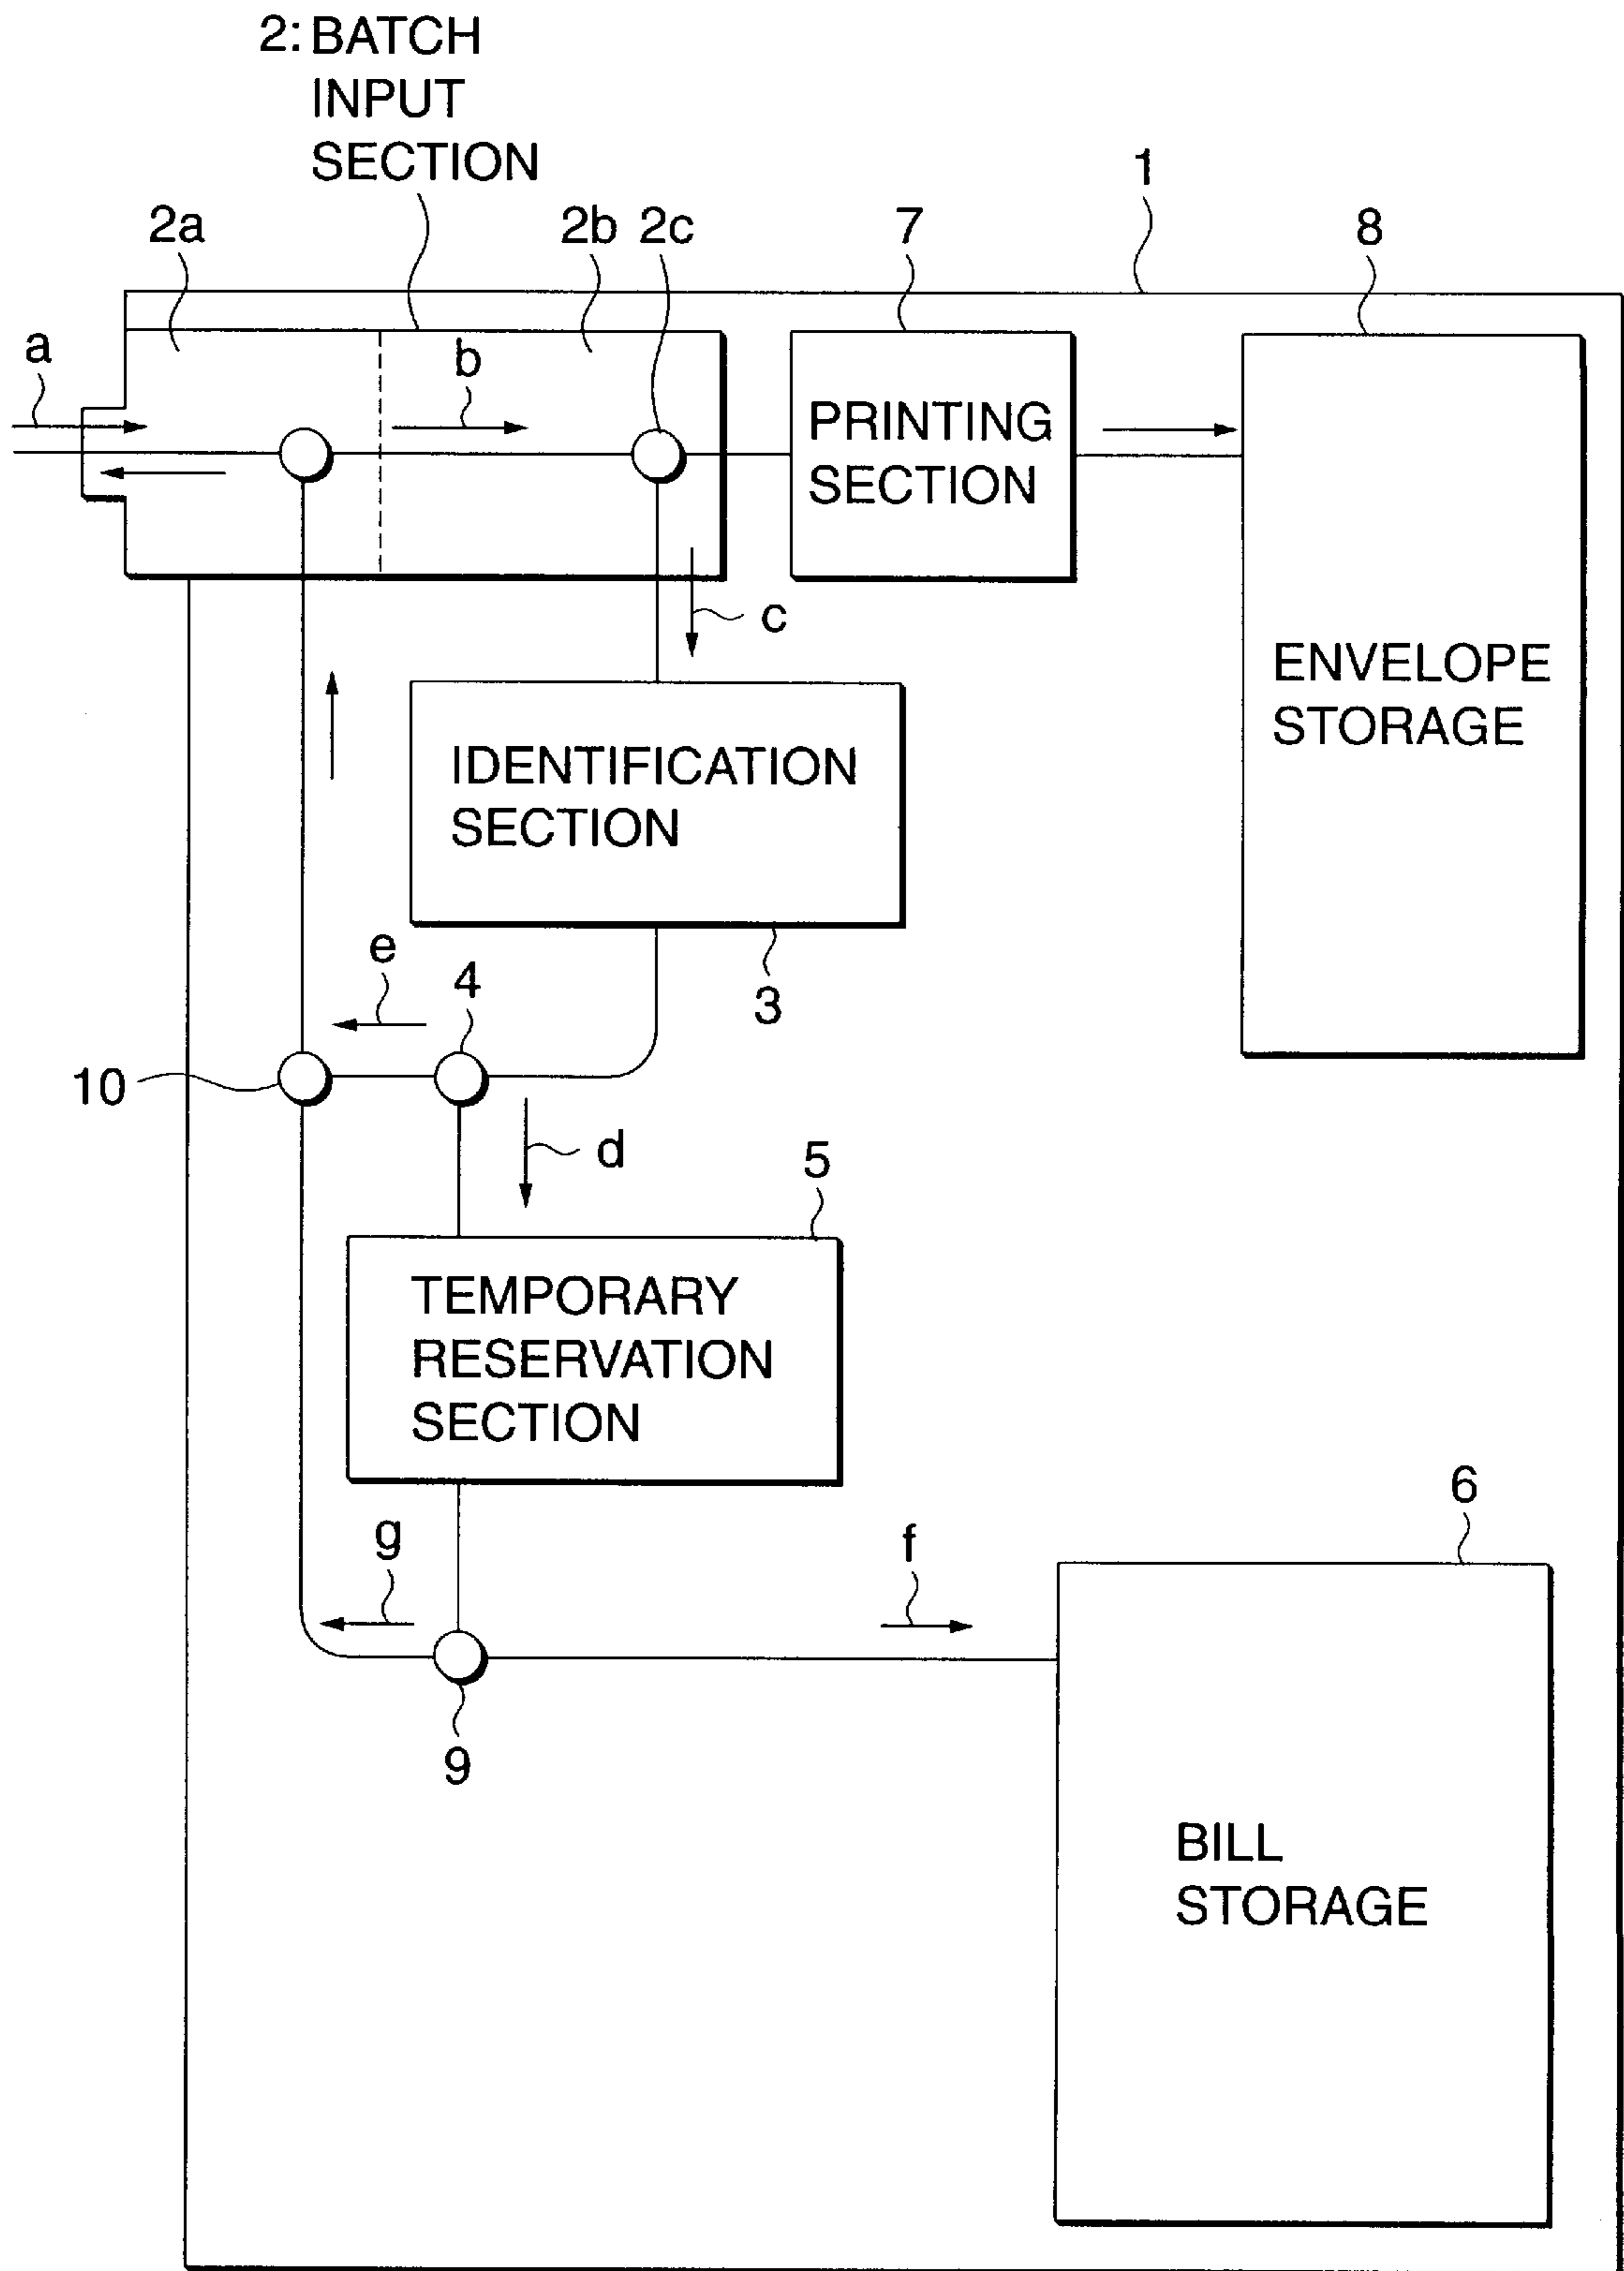 2: BATCH
INPUT
SECTION
1
2a
2b
2c
7
8
a
b
PRINTING
SECTION
c
ENVELOPE
STORAGE
IDENTIFICATION
SECTION
e
4
3
10
d
5
TEMPORARY
RESERVATION
SECTION
6
g
f
9
BILL
STORAGE